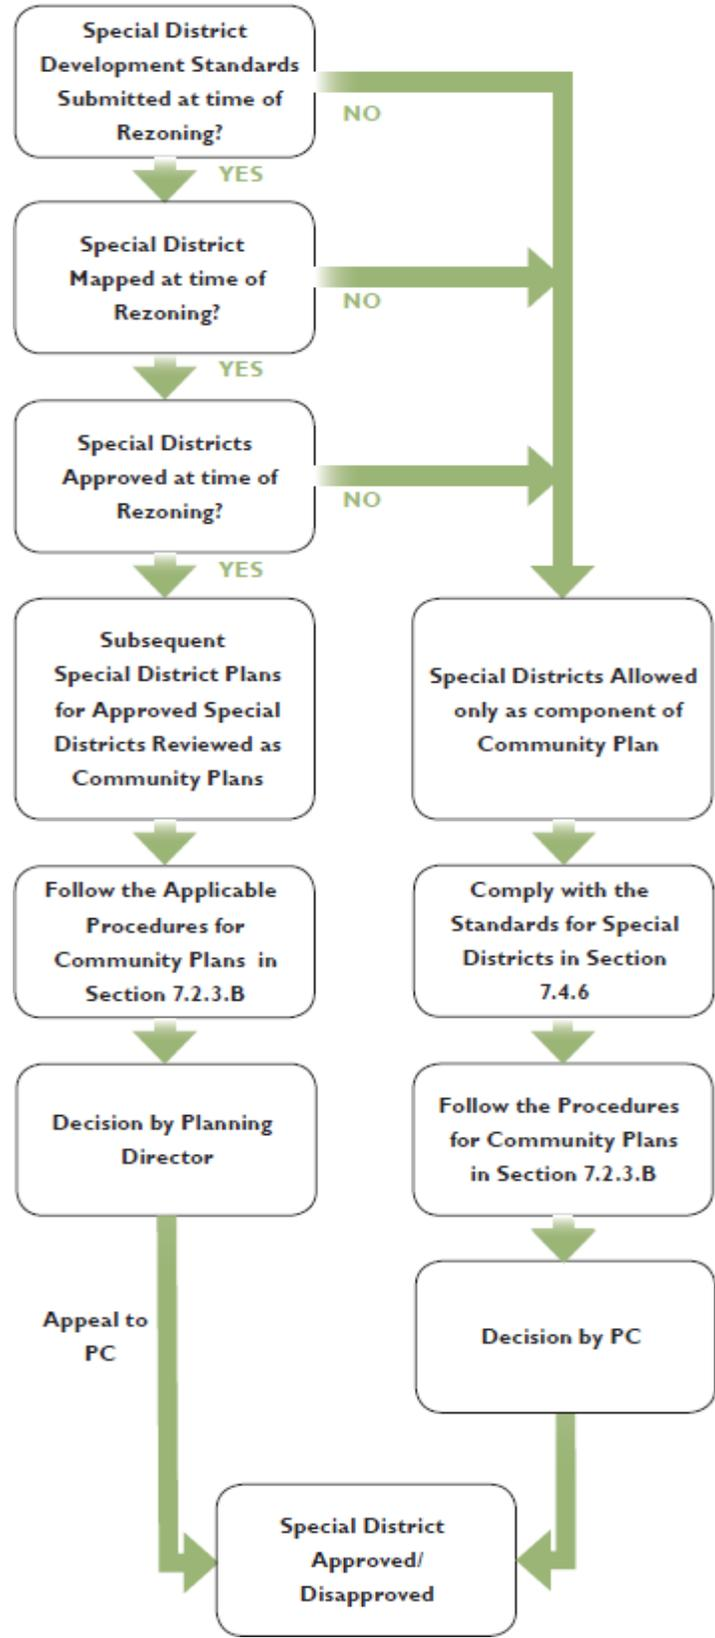 Special District
Development Standards
Submitted at time of
Rezoning?
NO
YES
Special District
Mapped at time of
Rezoning?
NO
YES
Special Districts
Approved at time of
Rezoning?
NO
YES
Subsequent
Special District Plans
for Approved Special
Districts Reviewed as
Community Plans
Special Districts Allowed
only as component of
Community Plan
Follow the Applicable
Procedures for
Community Plans in
Section 7.2.3.B
Comply with the
Standards for Special
Districts in Section
7.4.6
Decision by Planning
Director
Follow the Procedures
for Community Plans
in Section 7.2.3.B
Appeal to
PC
Decision by PC
Special District
Approved/
Disapproved